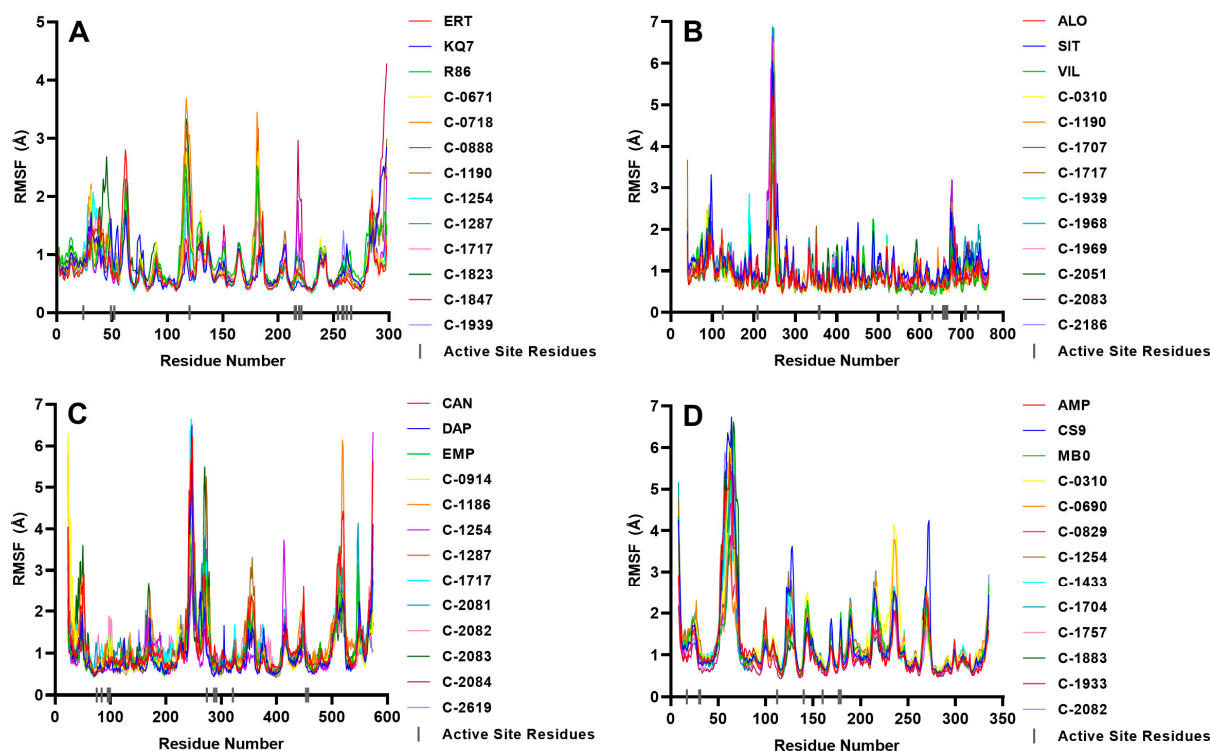 A
RMSF (Å)
5
4
3
2
1
0
0 50 100 150 200 250 300
Residue Number
ERT
KQ7
R86
C-0671
C-0718
C-0888
C-1190
C-1254
C-1287
C-1717
C-1823
C-1847
C-1939
Active Site Residues
B
RMSF (Å)
7
6
5
4
3
2
1
0
0 100 200 300 400 500 600 700 800
Residue Number
ALO
SIT
VIL
C-0310
C-1190
C-1707
C-1717
C-1939
C-1968
C-1969
C-2051
C-2083
C-2186
Active Site Residues
C
RMSF (Å)
7
6
5
4
3
2
1
0
0 100 200 300 400 500 600
Residue Number
CAN
DAP
EMP
C-0914
C-1186
C-1254
C-1287
C-1717
C-2081
C-2082
C-2083
C-2084
C-2619
Active Site Residues
D
RMSF (Å)
7
6
5
4
3
2
1
0
0 50 100 150 200 250 300 350
Residue Number
AMP
CS9
MB0
C-0310
C-0690
C-0829
C-1254
C-1433
C-1704
C-1757
C-1883
C-1933
C-2082
Active Site Residues